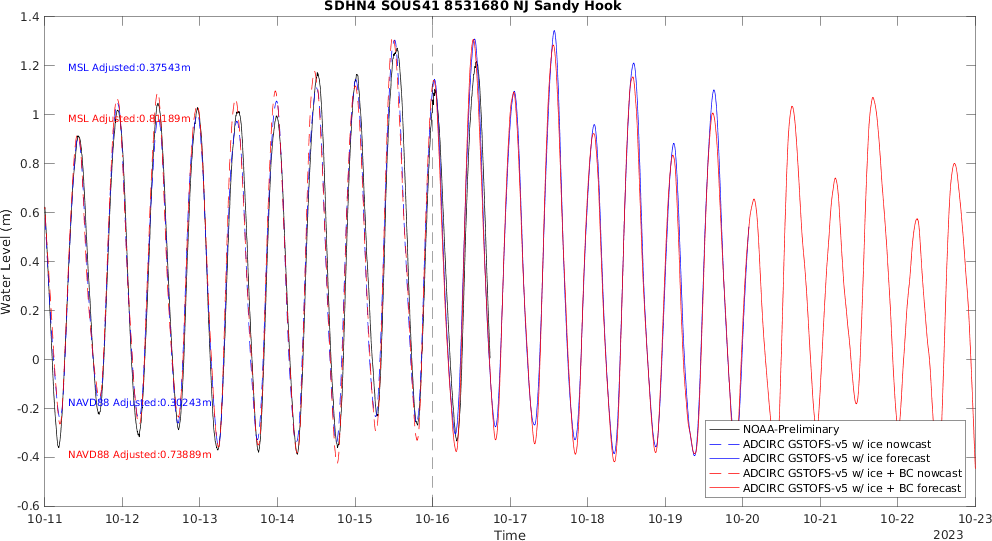 SDHN4 SOUS41 8531680 NJ Sandy Hook
1.4
1.2
1
0.8
0.6
0.4
0.2
0
-0.2
-0.4
-0.6
Water Level (m)
MSL Adjusted:0.37543m
MSL Adjusted:0.81189m
NAVD88 Adjusted:0.30243m
NAVD88 Adjusted:0.73889m
NOAA-Preliminary
ADCIRC GSTOFS-v5 w/ ice nowcast
ADCIRC GSTOFS-v5 w/ ice forecast
ADCIRC GSTOFS-v5 w/ ice + BC nowcast
ADCIRC GSTOFS-v5 w/ ice + BC forecast
10-11 10-12 10-13 10-14 10-15 10-16 10-17 10-18 10-19 10-20 10-21 10-22 10-23
Time
2023